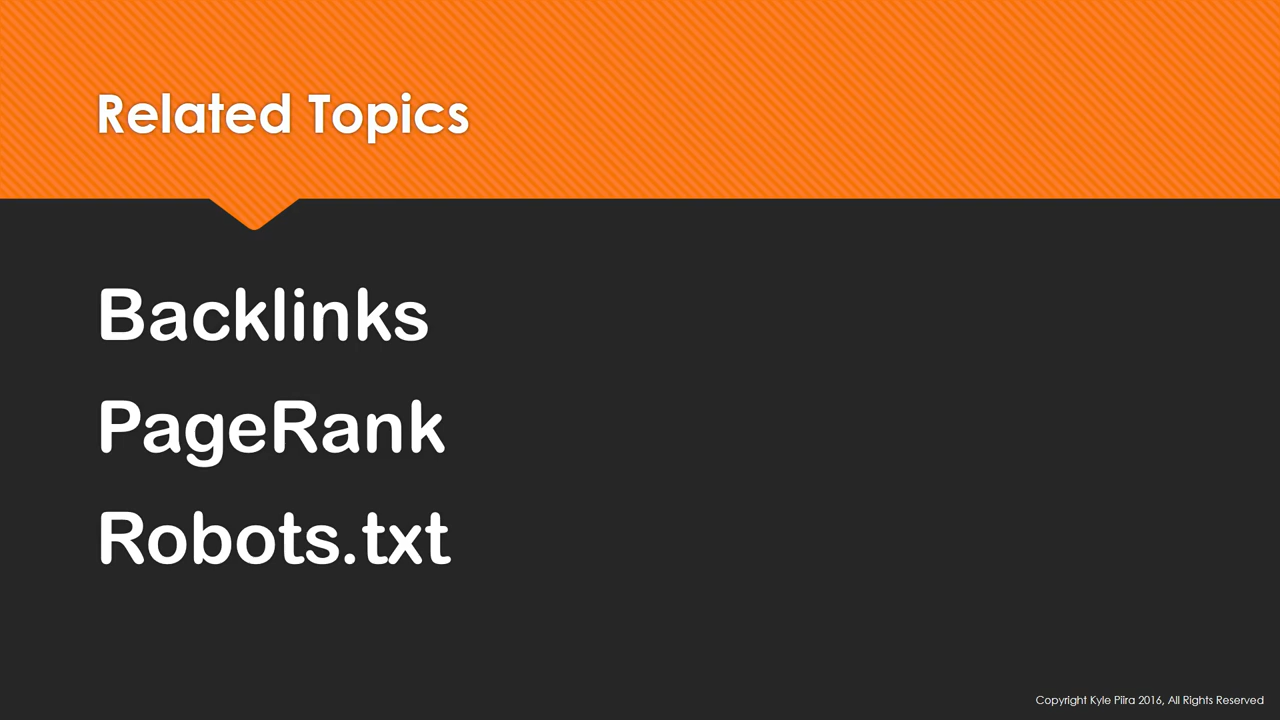 Related Topics
Backlinks
PageRank
Robots.txt
Copyright Kyle Piira 2016, All Rights Reserved